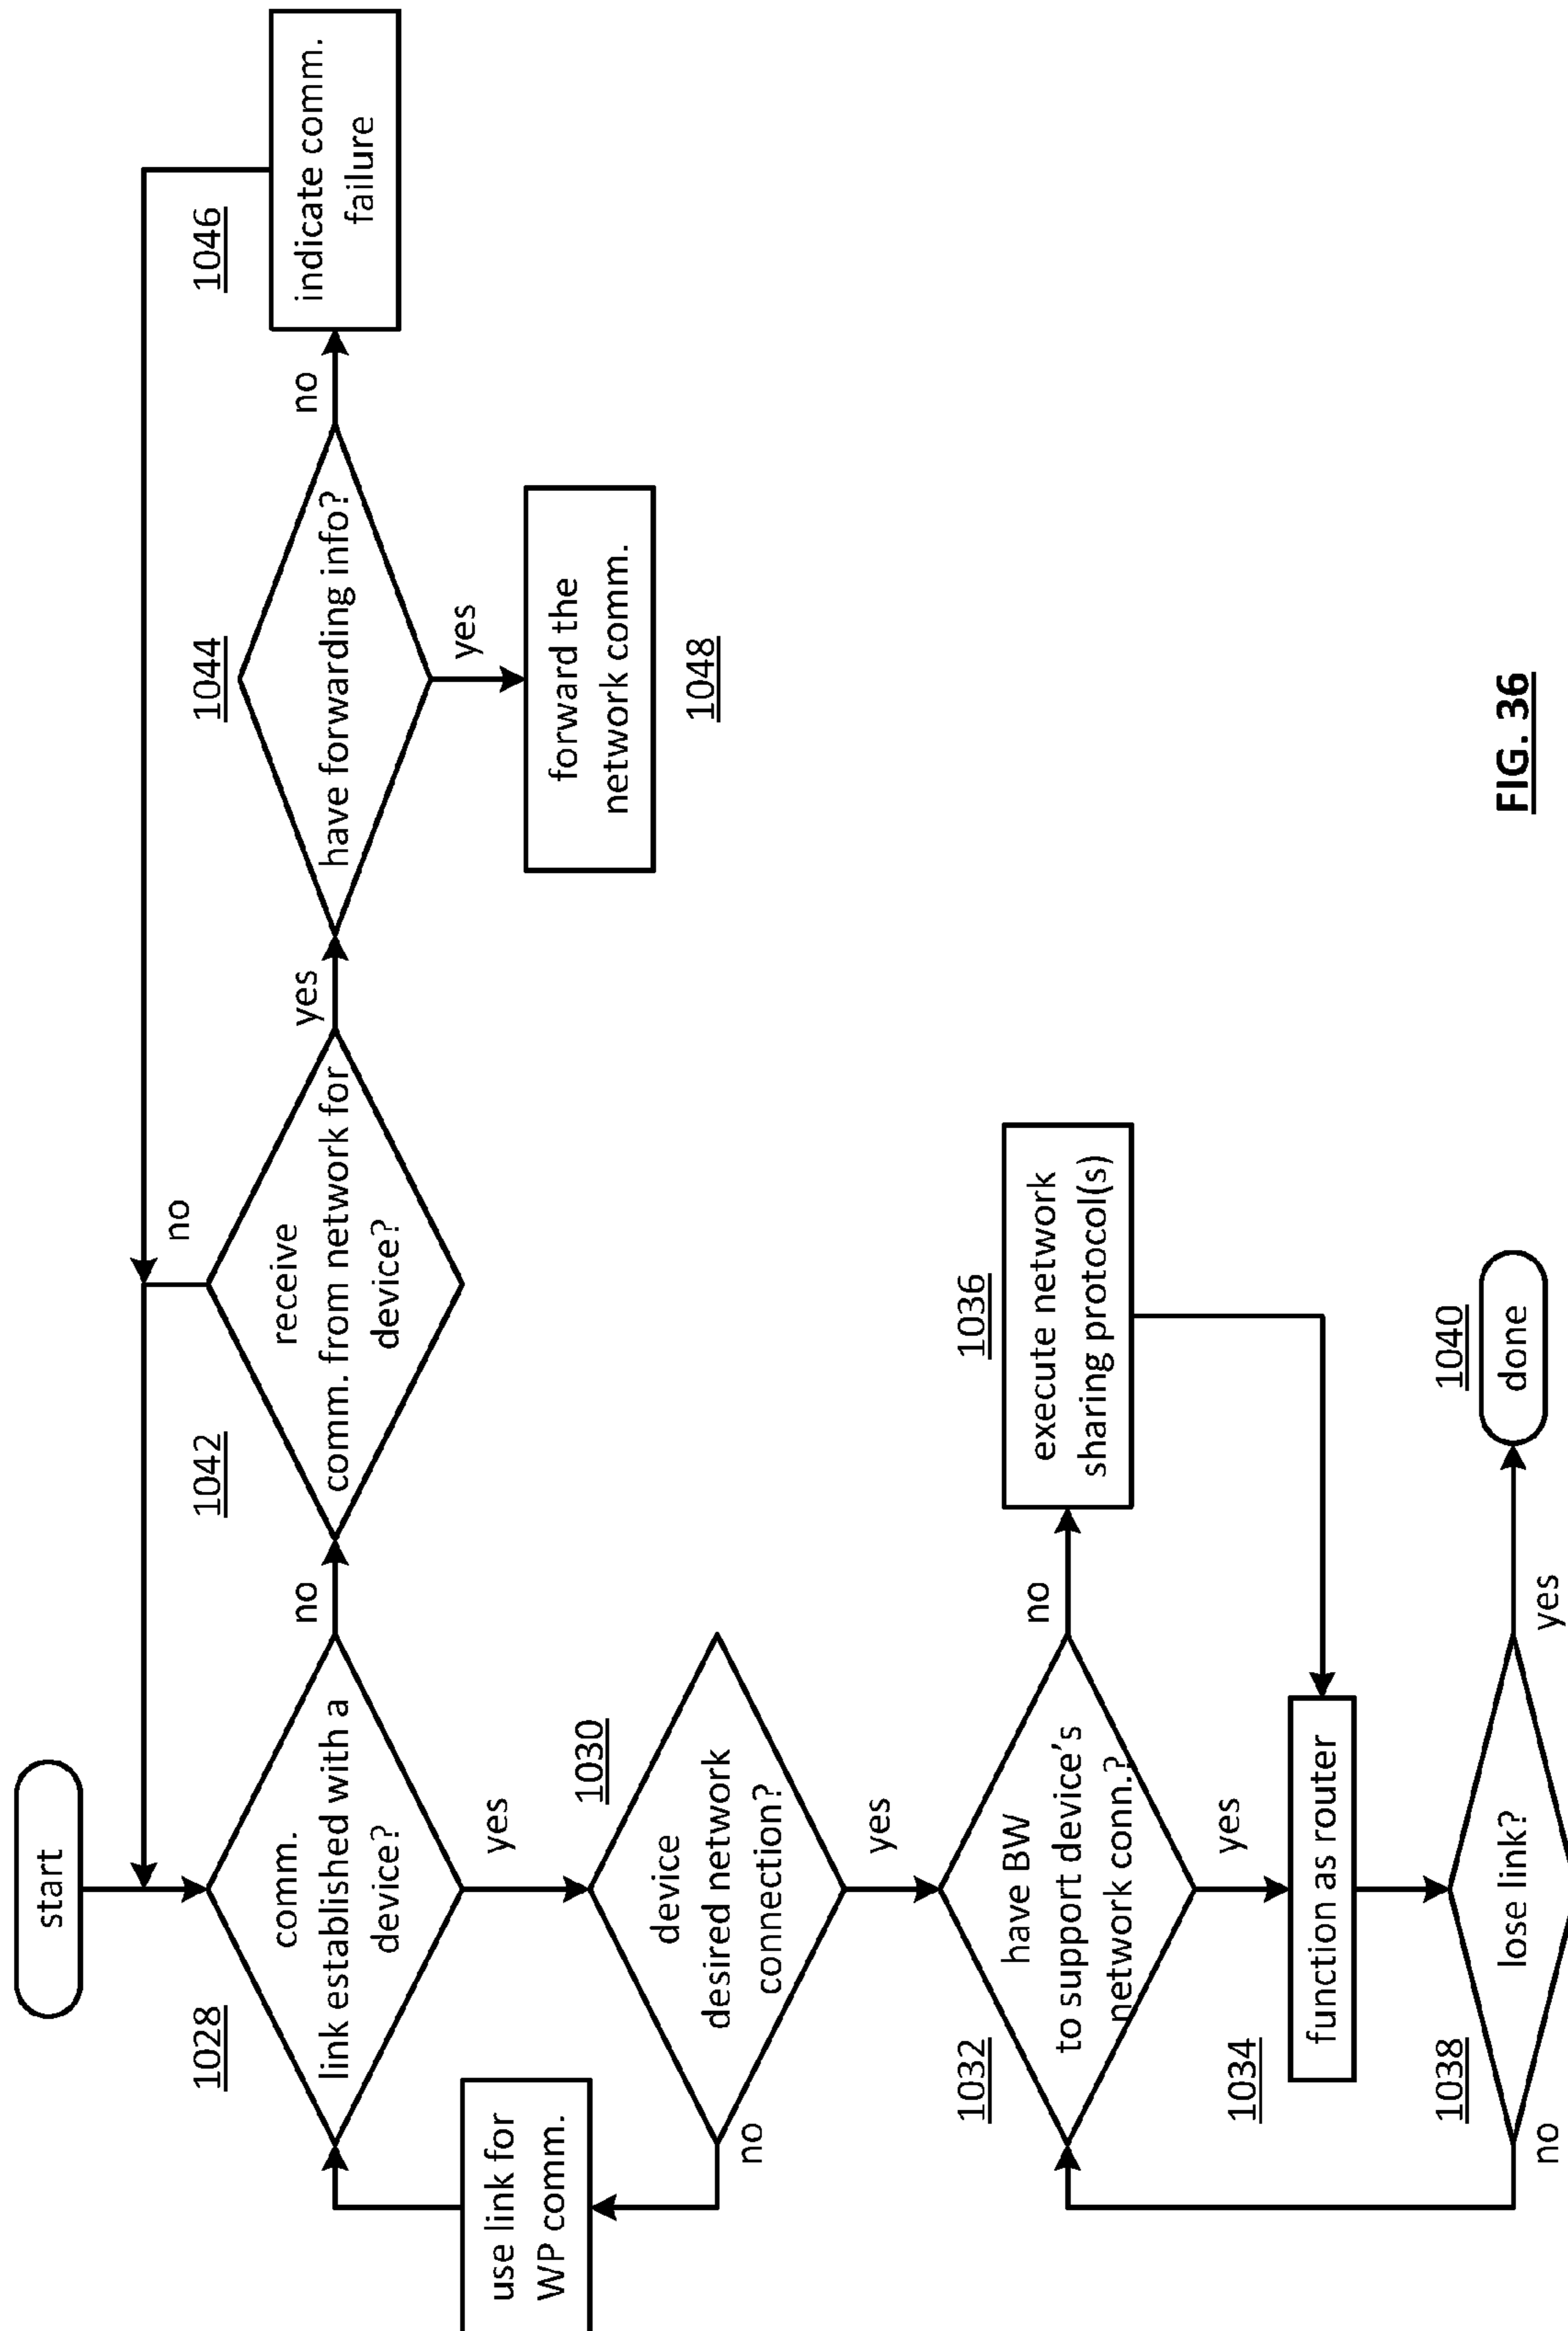 start
1028
comm.
link established with a
device?
no
yes
1042
receive
comm. from network for
device?
no
yes
1044
have forwarding info?
no
yes
1046
indicate comm.
failure
forward the
network comm.
1048
use link for
WP comm.
1030
device
desired network
connection?
no
yes
1032
have BW
to support device's
network conn.?
no
yes
1036
execute network
sharing protocol(s)
1034
function as router
1038
lose link?
no
yes
1040
done
FIG. 36